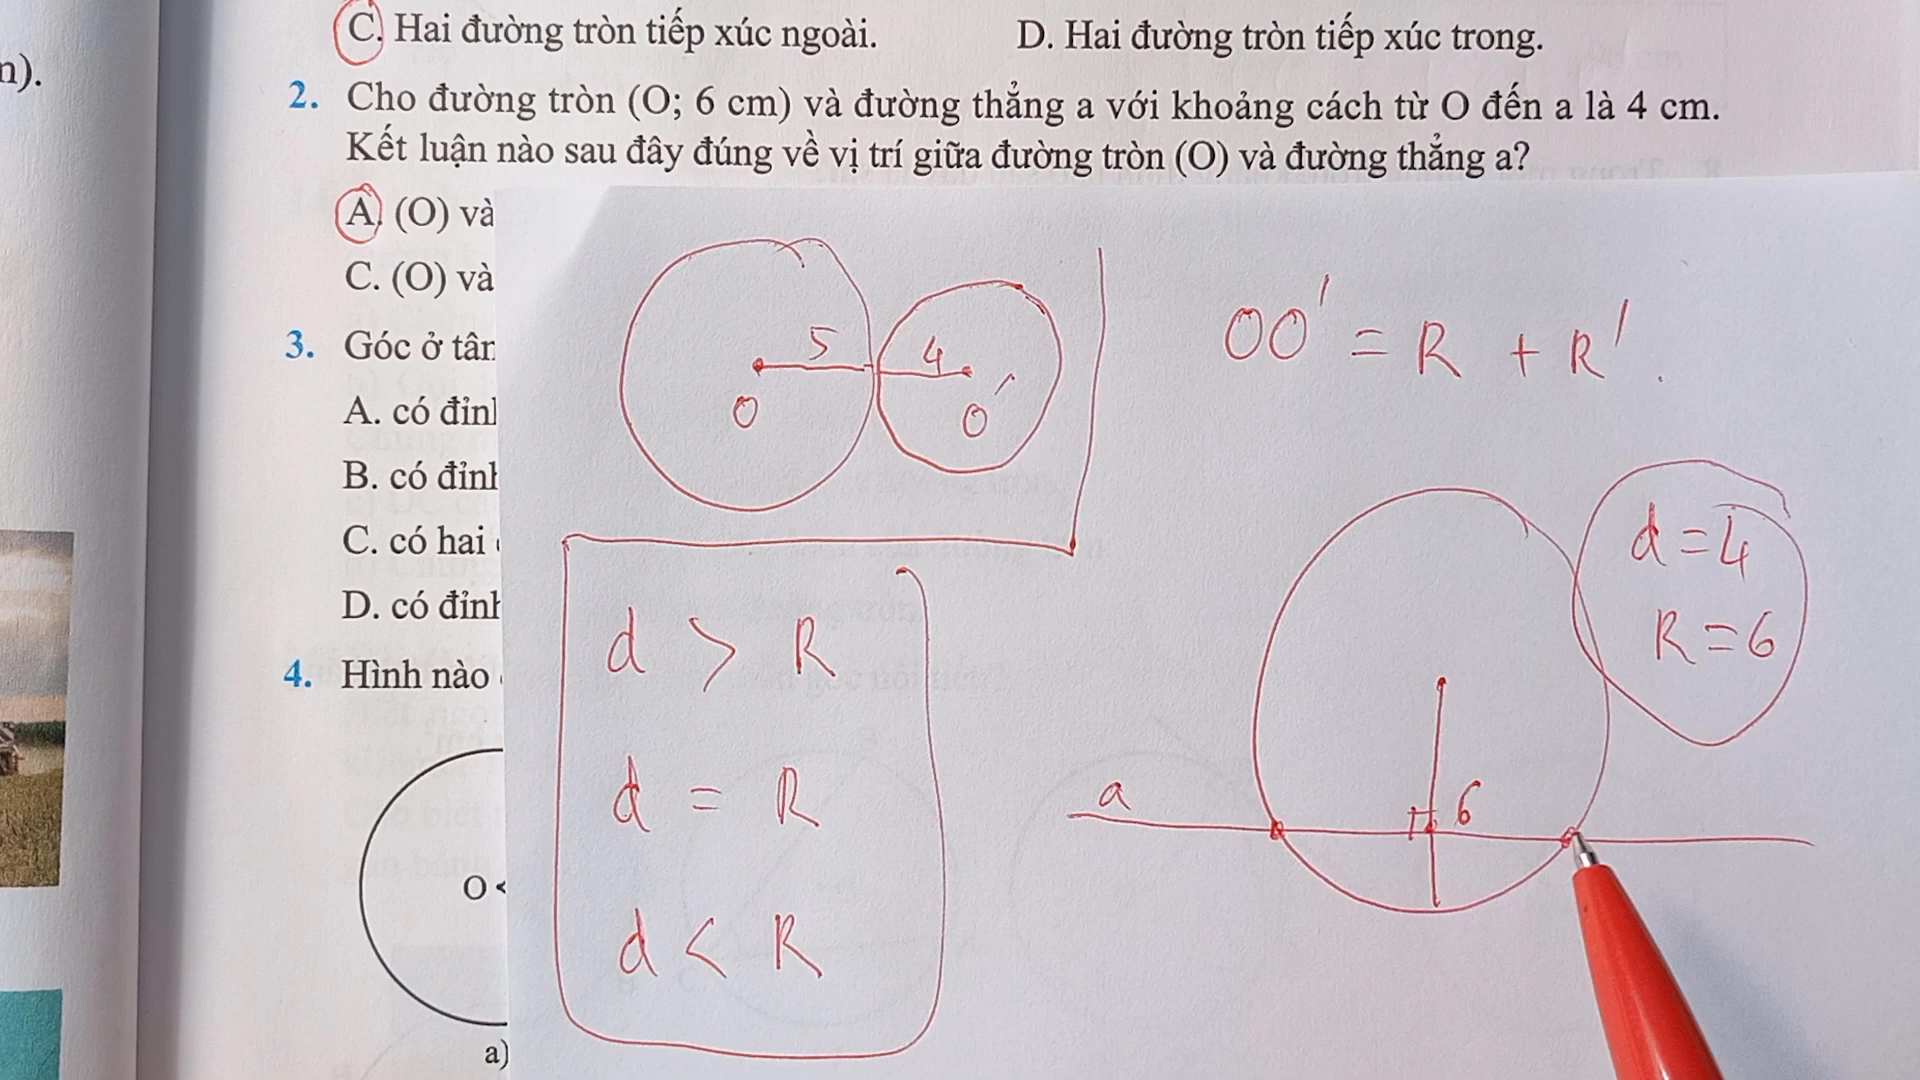 n).
C. Hai đường tròn tiếp xúc ngoài. D. Hai đường tròn tiếp xúc trong.
2. Cho đường tròn (O; 6 cm) và đường thẳng a với khoảng cách từ O đến a là 4 cm.
Kết luận nào sau đây đúng về vị trí giữa đường tròn (O) và đường thẳng a?
A. (O) và
C. (O) và
3. Góc ở tâm
A. có đỉnh
B. có đỉnh
C. có hai
D. có đỉnh
4. Hình nào
O
a)
5 4
O O'
OO' = R + R'.
d > R
d = R
d < R
d = 4
R = 6
a
6